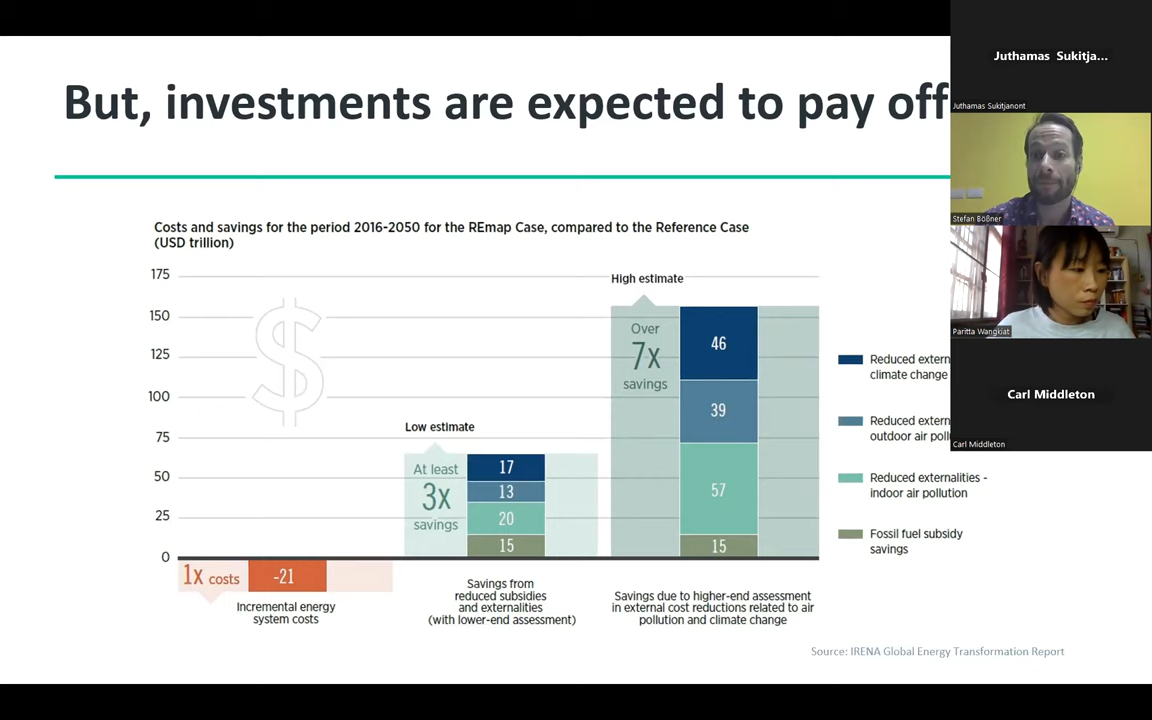 But, investments are expected to pay off
Costs and savings for the period 2016-2050 for the REmap Case, compared to the Reference Case
(USD trillion)
175
150
125
100
75
50
25
0
High estimate
Over
7x
savings
46
39
57
15
Low estimate
At least
3x
savings
17
13
20
15
1x costs
-21
Incremental energy
system costs
Savings from
reduced subsidies
and externalities
(with lower-end assessment)
Savings due to higher-end assessment
in external cost reductions related to air
pollution and climate change
Reduced extern
climate change
Reduced extern
outdoor air pollu
Reduced externalities -
indoor air pollution
Fossil fuel subsidy
savings
Source: IRENA Global Energy Transformation Report
Juthamas Sukitja...
Juthamas Sukitjanont
Stefan Bößner
Paritta Wangkiat
Carl Middleton
Carl Middleton